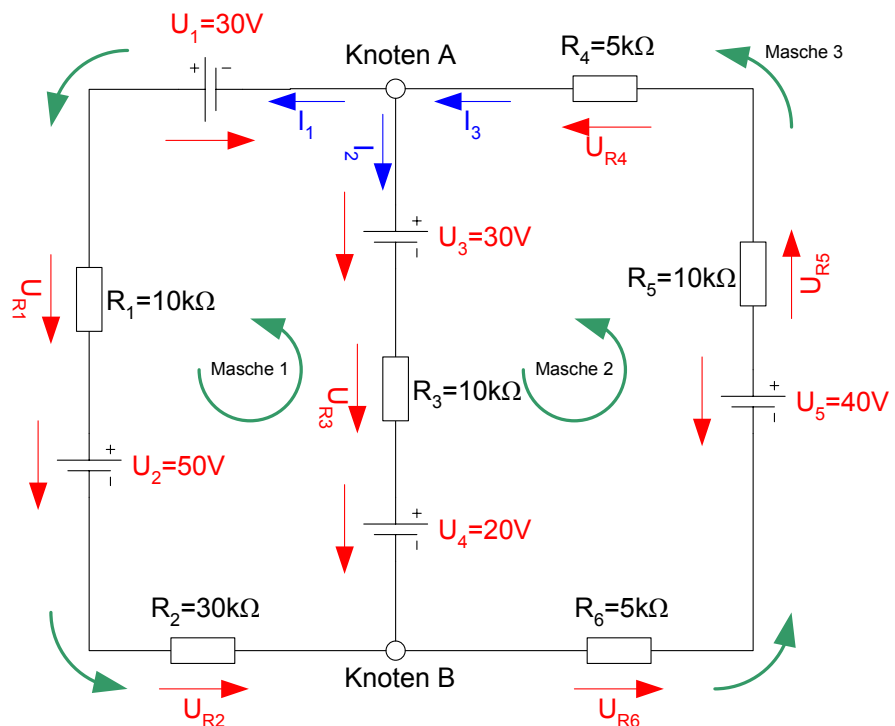 U1=30V
Knoten A
R4=5kΩ
Masche 3
+ −
I1
I2
I3
UR4
+
U3=30V
−
UR1
R1=10kΩ
R5=10kΩ
UR5
Masche 1
UR3
R3=10kΩ
Masche 2
+
U5=40V
−
+
U2=50V
−
+
U4=20V
−
R2=30kΩ
R6=5kΩ
Knoten B
UR2
UR6